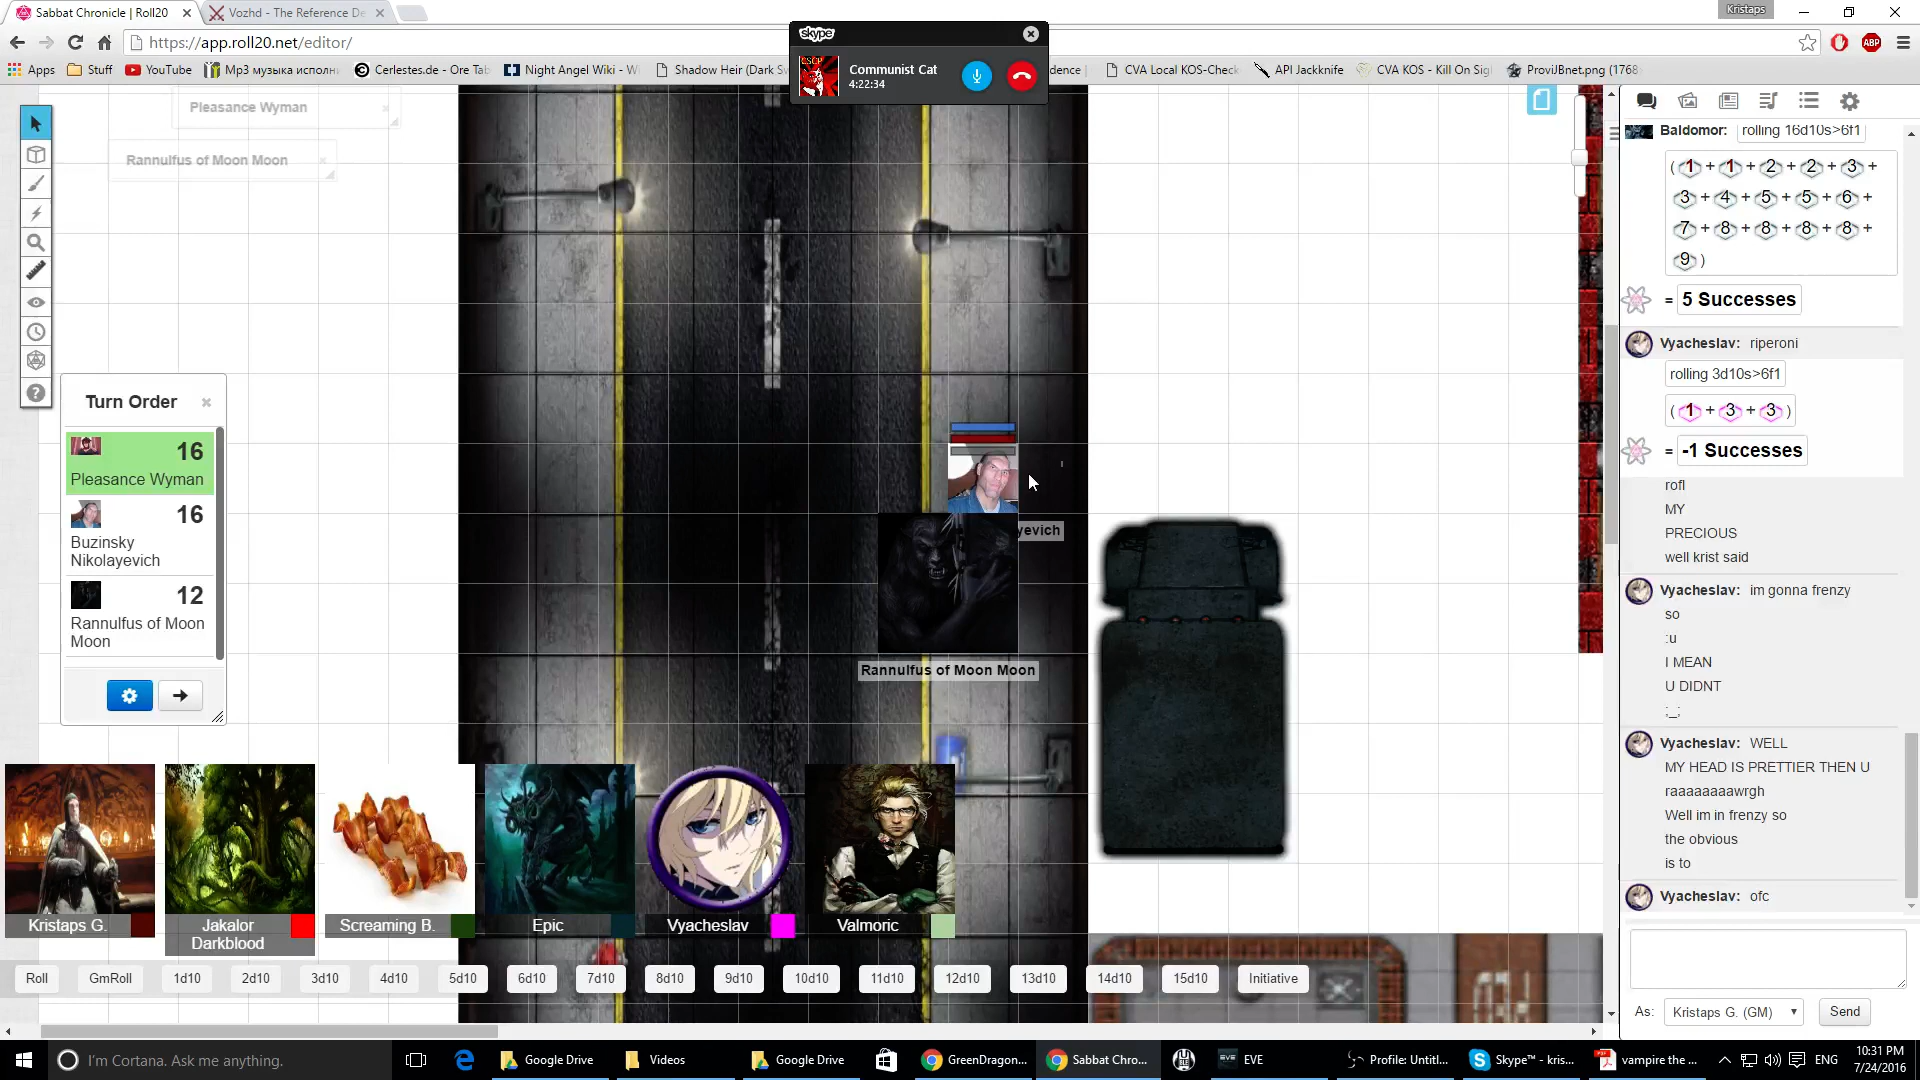 Sabbat Chronicle | Roll20
Vozhd - The Reference De
Kristaps
https://app.roll20.net/editor/
skype
CSCP
Communist Cat
4:22:34
ABP
Apps
Stuff
YouTube
Mp3 музыка исполн
Cerlestes.de - Ore Tab
Night Angel Wiki - W
Shadow Heir (Dark S
dence |
CVA Local KOS-Check
API Jackknife
CVA KOS - Kill On Sig
ProviJBnet.png (1768
Pleasance Wyman
Rannulfus of Moon Moon
Turn Order
16
Pleasance Wyman
16
Buzinsky
Nikolayevich
12
Rannulfus of Moon
Moon
yevich
Rannulfus of Moon Moon
Baldomor: rolling 16d10s>6f1
(1 + 1 + 2 + 2 + 3 +
3 + 4 + 5 + 5 + 6 +
7 + 8 + 8 + 8 + 8 +
9)
= 5 Successes
Vyacheslav: riperoni
rolling 3d10s>6f1
(1 + 3 + 3)
= -1 Successes
rofl
MY
PRECIOUS
well krist said
Vyacheslav: im gonna frenzy
so
:u
I MEAN
U DIDNT
;_;
Vyacheslav: WELL
MY HEAD IS PRETTIER THEN U
raaaaaaaawrgh
Well im in frenzy so
the obvious
is to
Vyacheslav: ofc
Kristaps G.
Jakalor
Darkblood
Screaming B.
Epic
Vyacheslav
Valmoric
Roll
GmRoll
1d10
2d10
3d10
4d10
5d10
6d10
7d10
8d10
9d10
10d10
11d10
12d10
13d10
14d10
15d10
Initiative
As: Kristaps G. (GM)
Send
I'm Cortana. Ask me anything.
Google Drive
Videos
Google Drive
GreenDragon...
Sabbat Chro...
EVE
Profile: Untitl...
Skype™ - kris...
vampire the ...
ENG
10:31 PM
7/24/2016